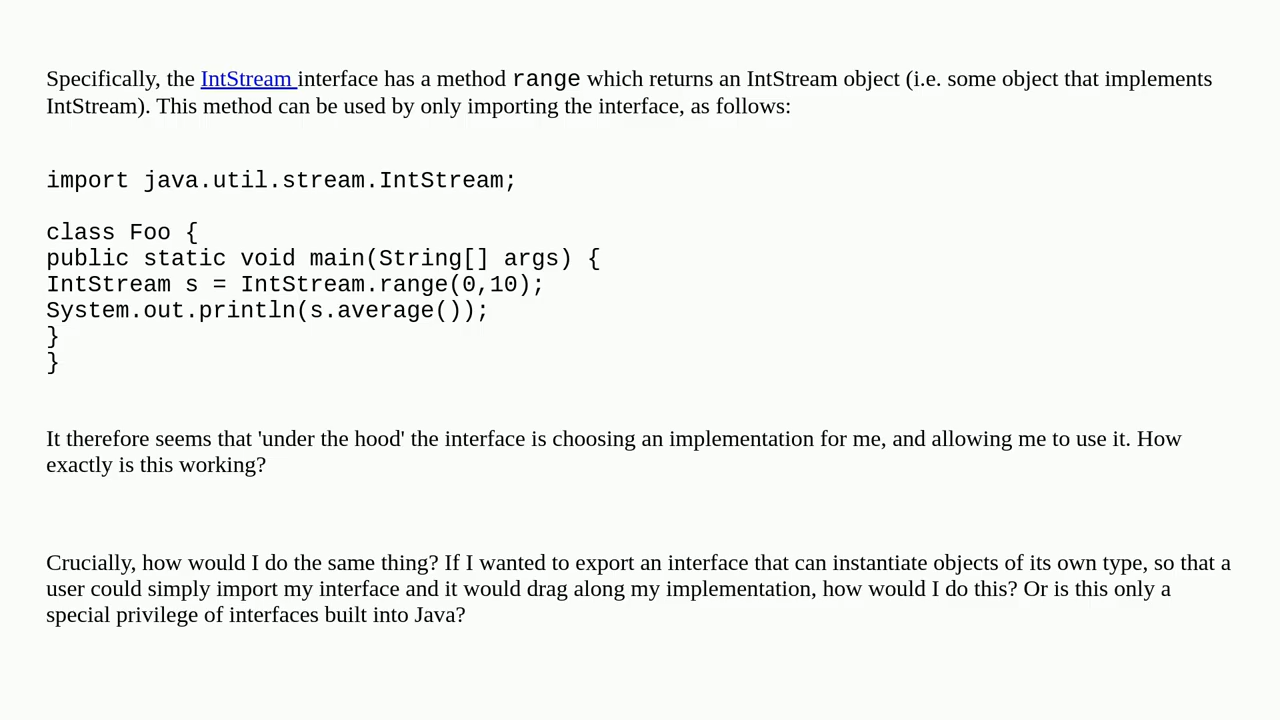 Specifically, the IntStream interface has a method range which returns an IntStream object (i.e. some object that implements
IntStream). This method can be used by only importing the interface, as follows:
import java.util.stream.IntStream;
class Foo {
public static void main(String[] args) {
IntStream s = IntStream.range(0,10);
System.out.println(s.average());
}
}
It therefore seems that 'under the hood' the interface is choosing an implementation for me, and allowing me to use it. How
exactly is this working?
Crucially, how would I do the same thing? If I wanted to export an interface that can instantiate objects of its own type, so that a
user could simply import my interface and it would drag along my implementation, how would I do this? Or is this only a
special privilege of interfaces built into Java?